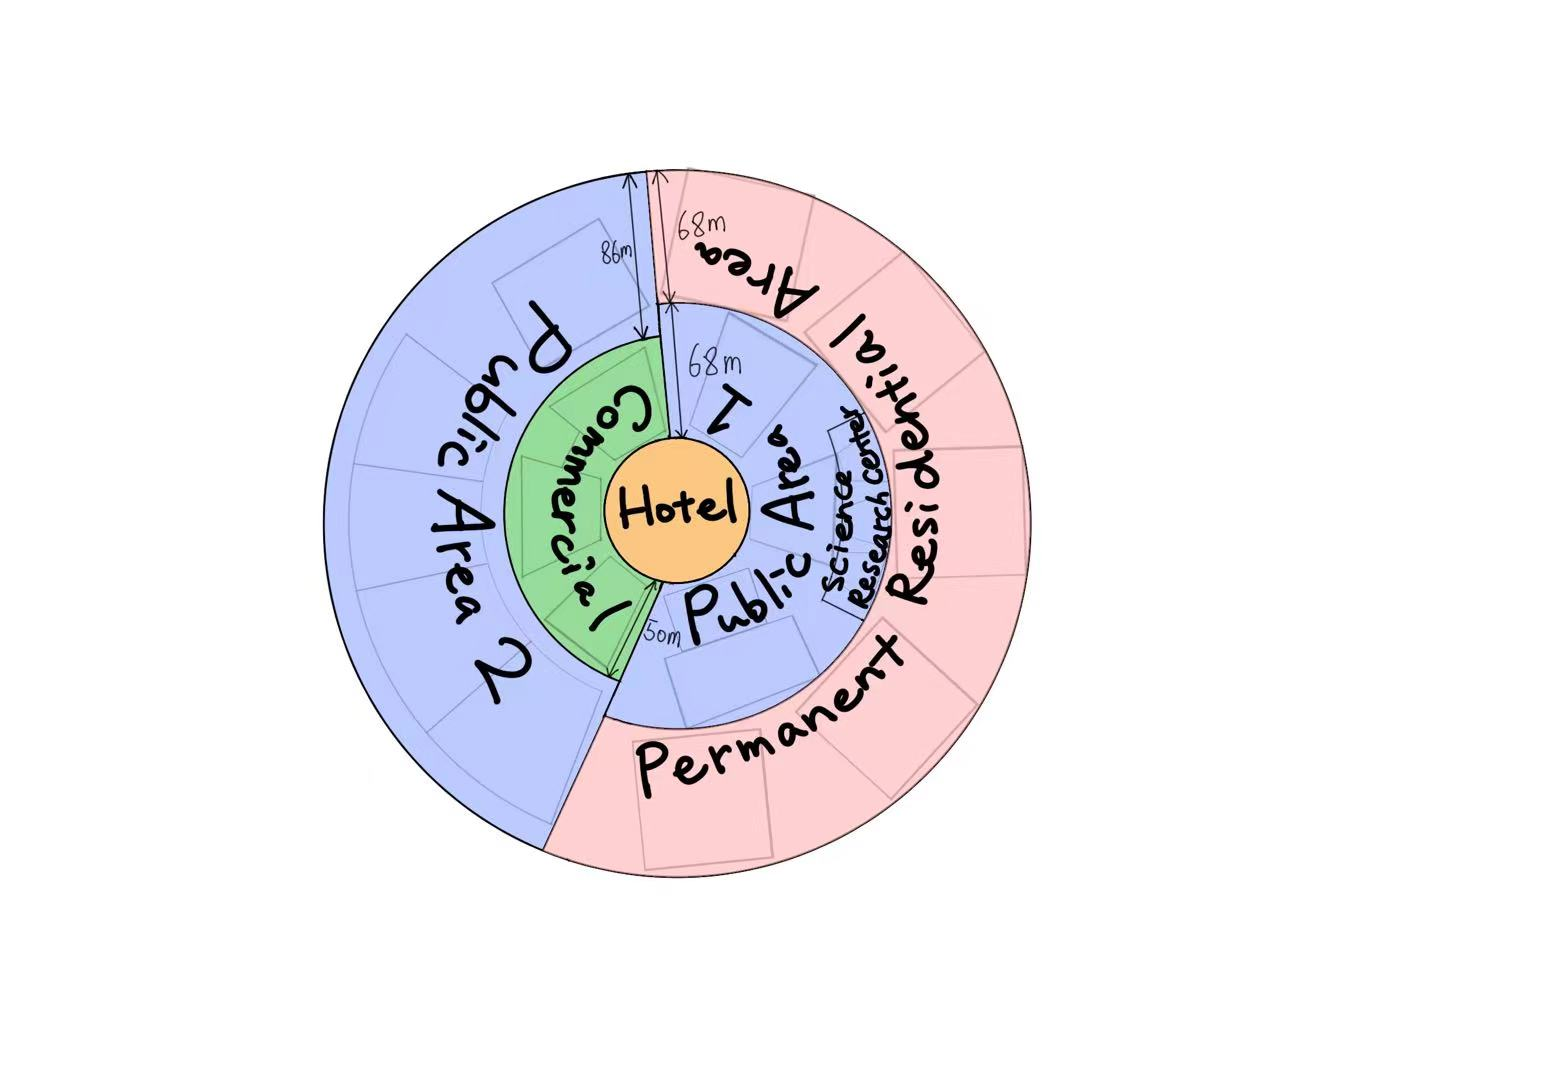 68m
86m
68m
50m
Hotel
Commercial
Public Area 1
Public Area 2
Science
Research Center
Permanent Residential Area